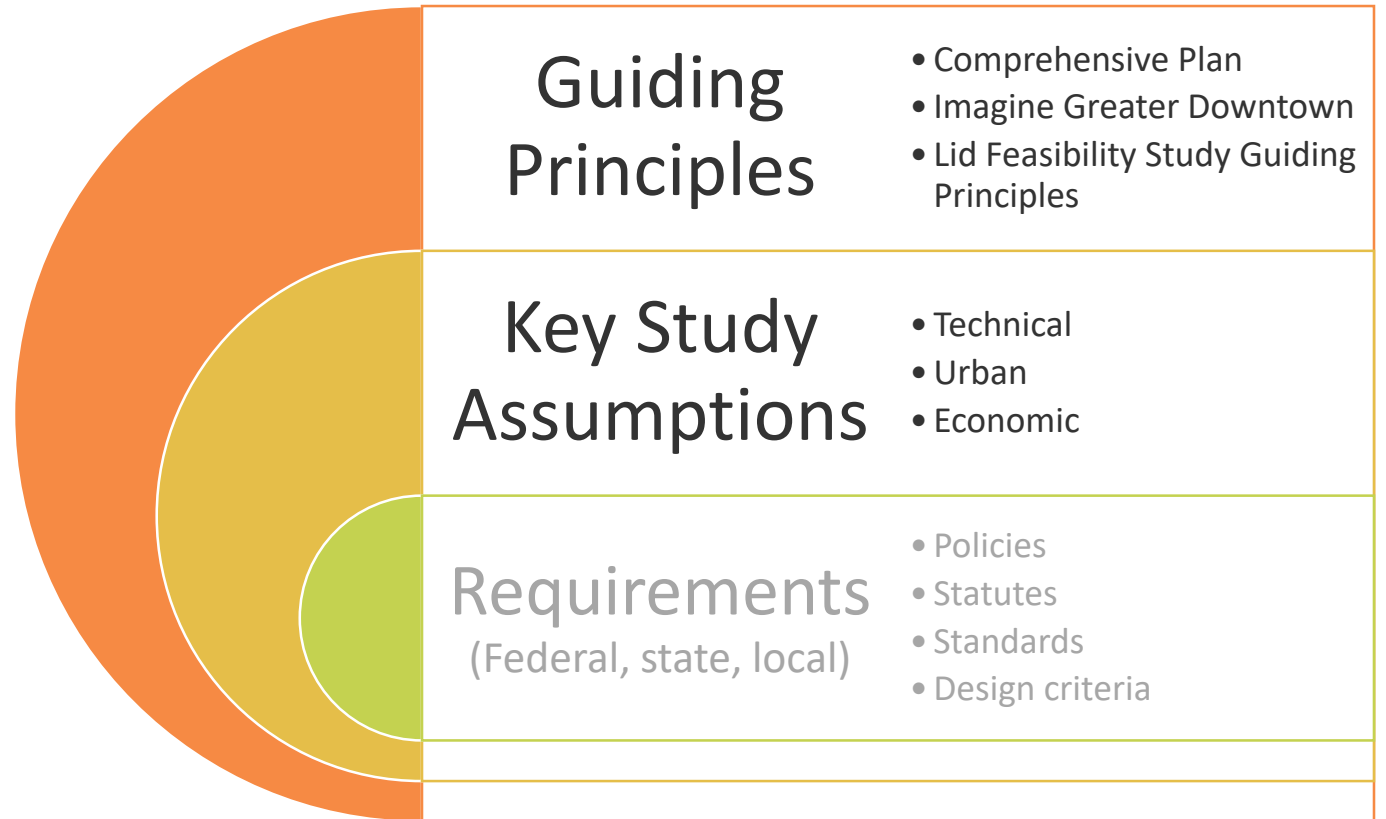 Guiding
Principles
• Comprehensive Plan
• Imagine Greater Downtown
• Lid Feasibility Study Guiding
Principles
Key Study
Assumptions
• Technical
• Urban
• Economic
Requirements
(Federal, state, local)
• Policies
• Statutes
• Standards
• Design criteria